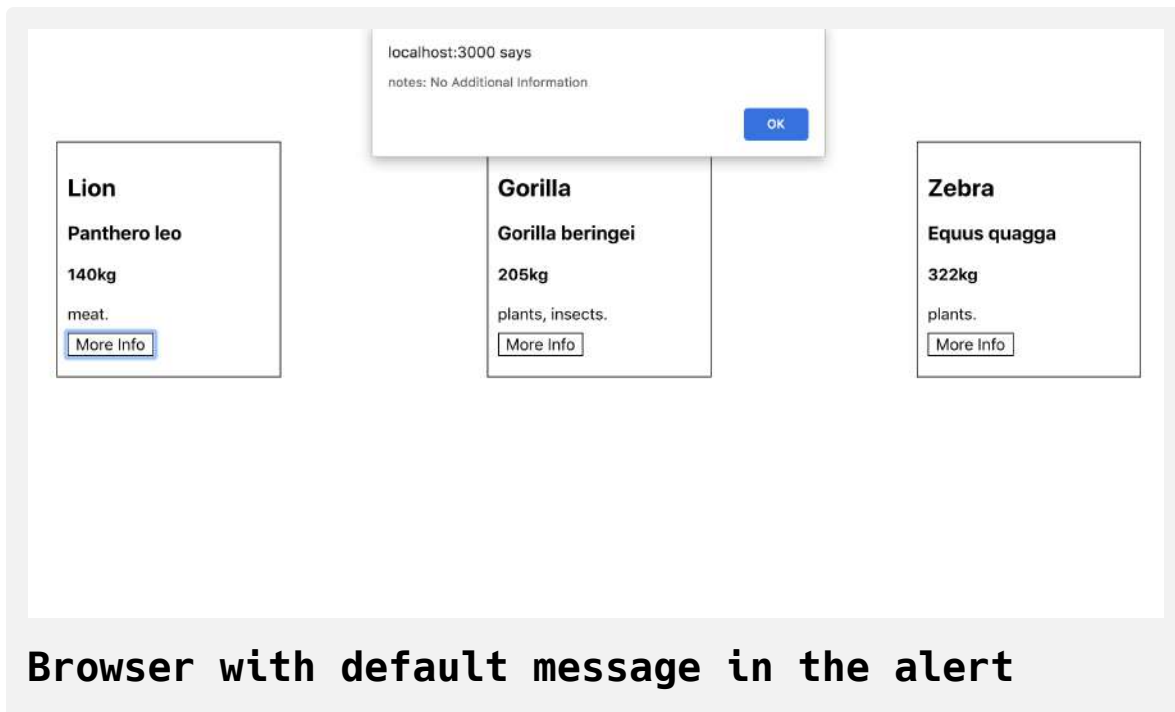 localhost:3000 says
notes: No Additional Information
OK
Lion
Panthero leo
140kg
meat.
More Info
Gorilla
Gorilla beringei
205kg
plants, insects.
More Info
Zebra
Equus quagga
322kg
plants.
More Info
Browser with default message in the alert